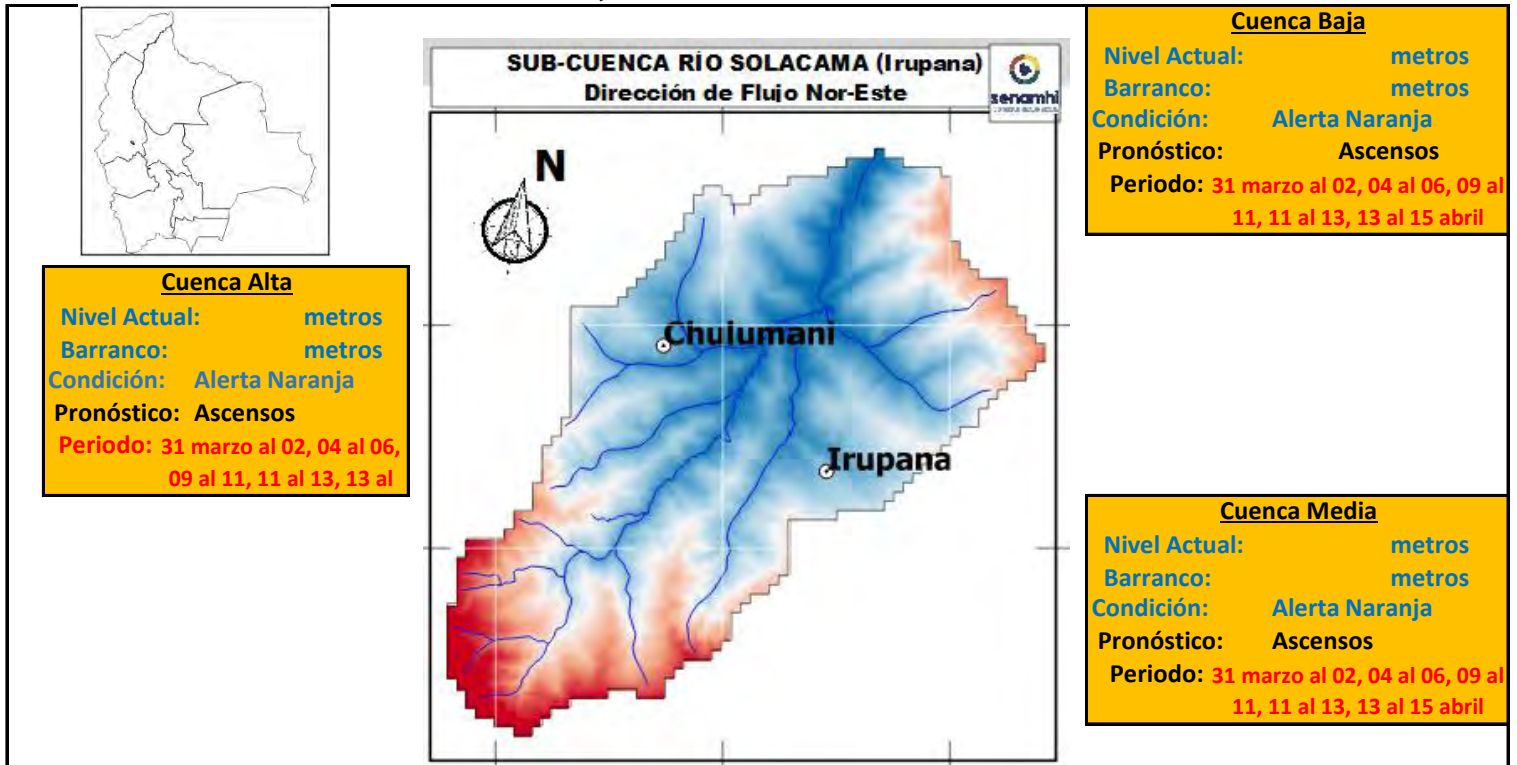 SUB-CUENCA RÍO SOLACAMA (Irupana)
Dirección de Flujo Nor-Este
senamhi
N
Chulumani
Irupana
Cuenca Alta
Nivel Actual: metros
Barranco: metros
Condición: Alerta Naranja
Pronóstico: Ascensos
Periodo: 31 marzo al 02, 04 al 06,
09 al 11, 11 al 13, 13 al
Cuenca Baja
Nivel Actual: metros
Barranco: metros
Condición: Alerta Naranja
Pronóstico: Ascensos
Periodo: 31 marzo al 02, 04 al 06, 09 al
11, 11 al 13, 13 al 15 abril
Cuenca Media
Nivel Actual: metros
Barranco: metros
Condición: Alerta Naranja
Pronóstico: Ascensos
Periodo: 31 marzo al 02, 04 al 06, 09 al
11, 11 al 13, 13 al 15 abril